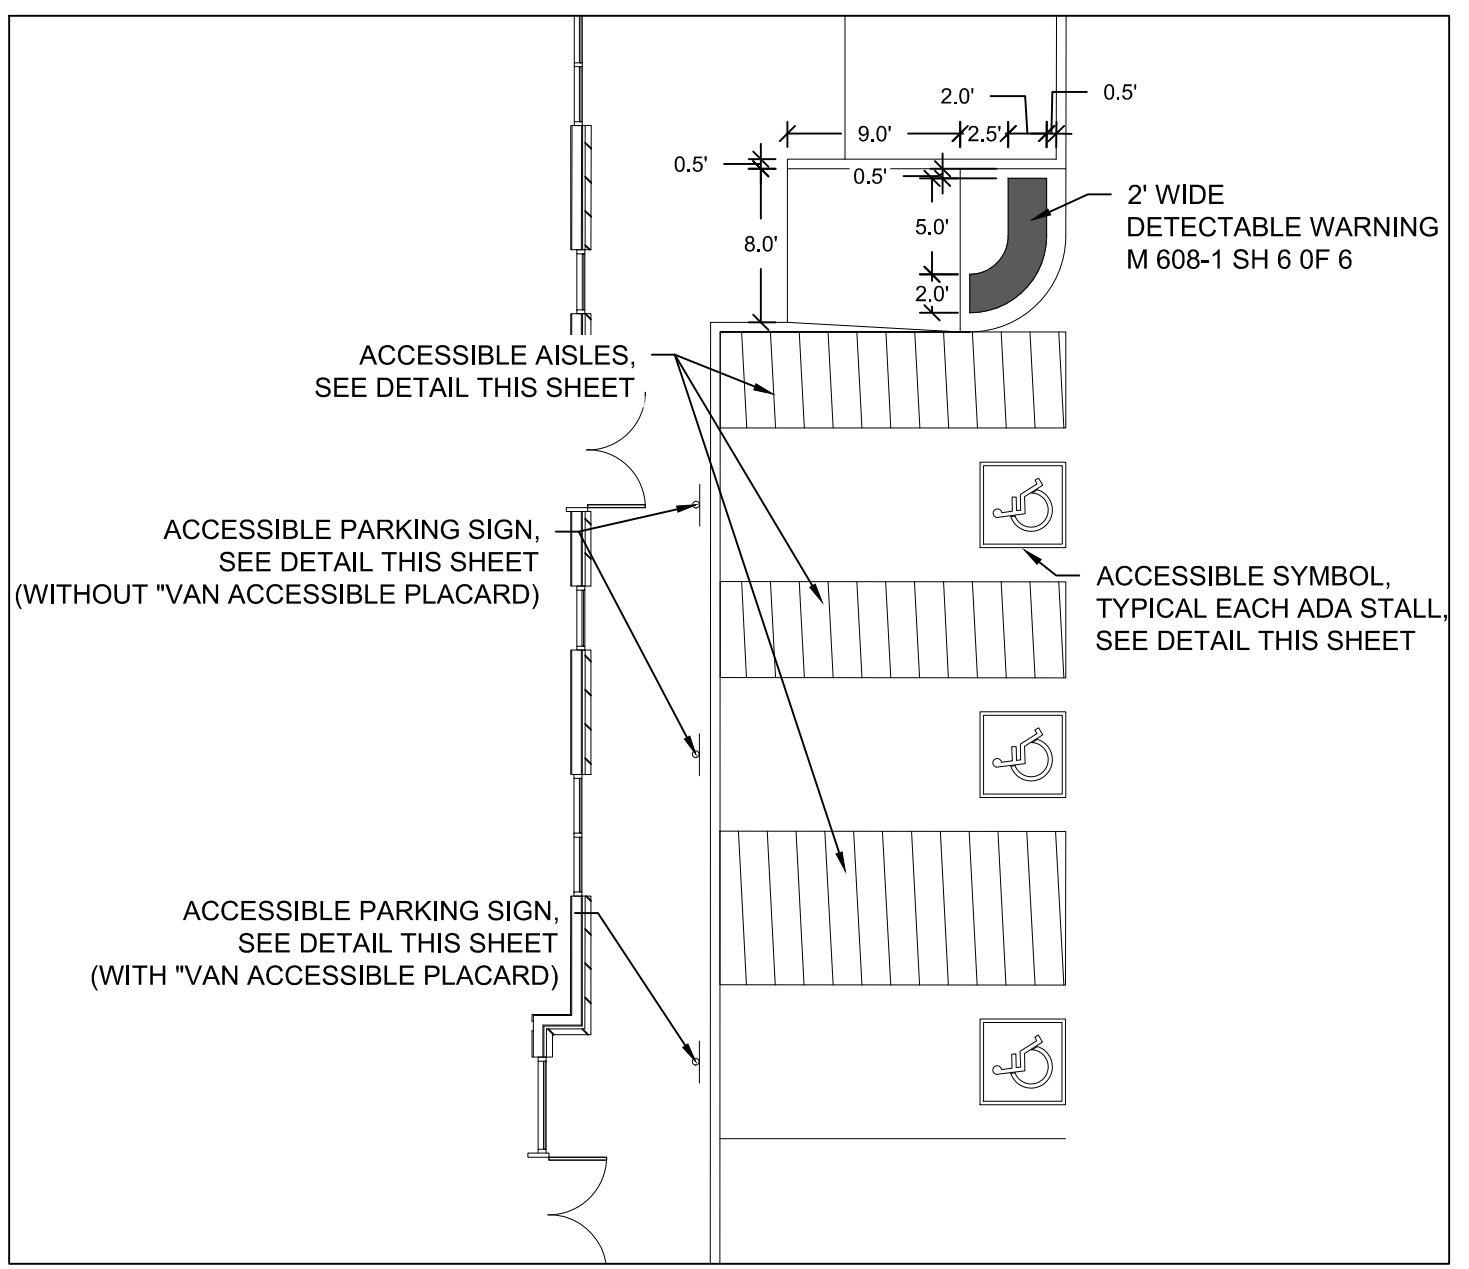 2.0'
0.5'
9.0'
2.5'
0.5'
0.5'
2' WIDE
DETECTABLE WARNING
M 608-1 SH 6 0F 6
5.0'
8.0'
2.0'
ACCESSIBLE AISLES,
SEE DETAIL THIS SHEET
ACCESSIBLE PARKING SIGN,
SEE DETAIL THIS SHEET
(WITHOUT "VAN ACCESSIBLE PLACARD)
ACCESSIBLE SYMBOL,
TYPICAL EACH ADA STALL,
SEE DETAIL THIS SHEET
ACCESSIBLE PARKING SIGN,
SEE DETAIL THIS SHEET
(WITH "VAN ACCESSIBLE PLACARD)